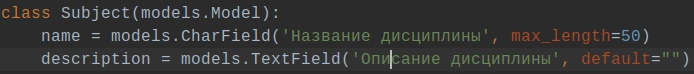 class Subject(models.Model):
    name = models.CharField('Название дисциплины', max_length=50)
    description = models.TextField('Описание дисциплины', default="")